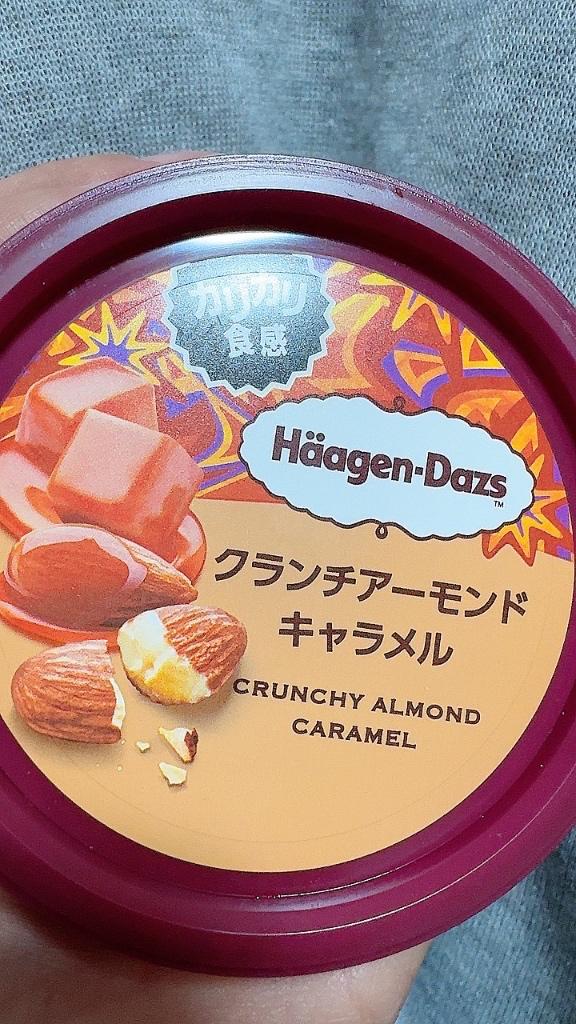 カリカリ
食感
Häagen-Dazs
TM
クランチアーモンド
キャラメル
CRUNCHY ALMOND
CARAMEL